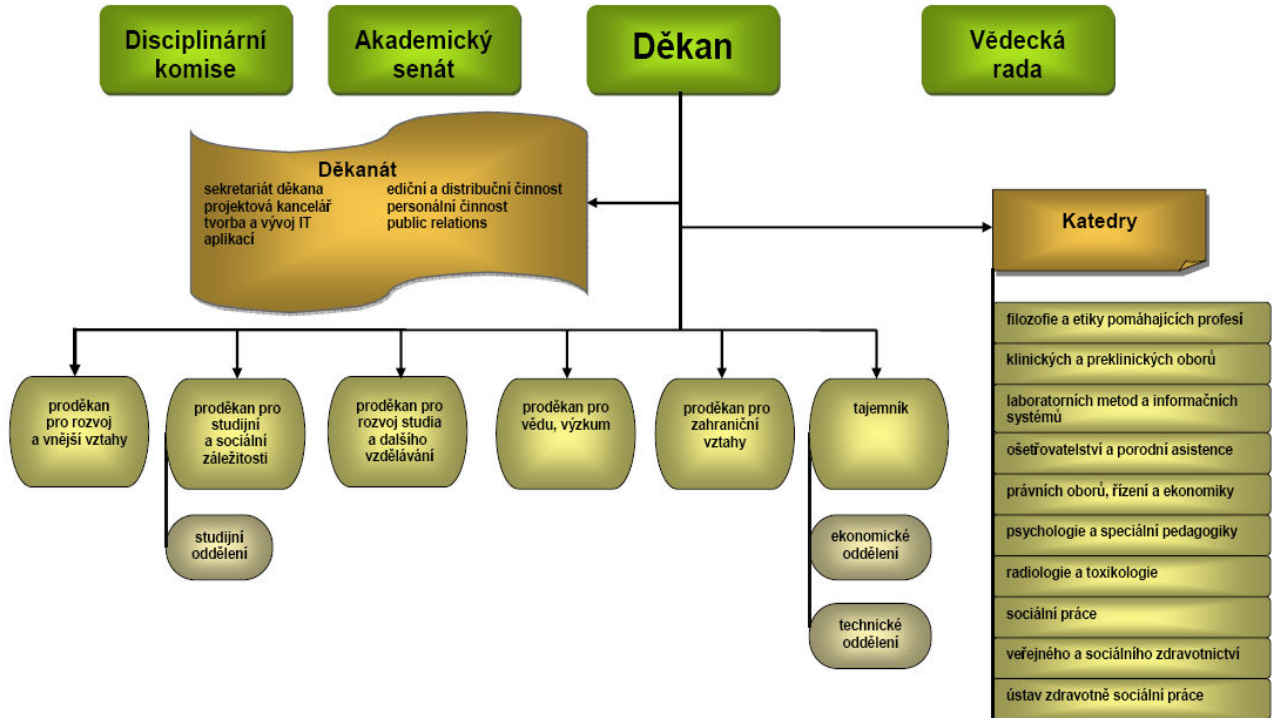 Disciplinární
komise
Akademický
senát
Děkan
Vědecká
rada
Děkanát
sekretariát děkana
projektová kancelář
tvorba a vývoj IT
aplikací
ediční a distribuční činnost
personální činnost
public relations
Katedry
proděkan
pro rozvoj
a vnější vztahy
proděkan pro
studijní
a sociální
záležitosti
proděkan pro
rozvoj studia
a dalšího
vzdělávání
proděkan pro
vědu, výzkum
proděkan pro
zahraniční
vztahy
tajemník
studijní
oddělení
ekonomické
oddělení
technické
oddělení
filozofie a etiky pomáhajících profesí
klinických a preklinických oborů
laboratorních metod a informačních
systémů
ošetřovatelství a porodní asistence
právních oborů, řízení a ekonomiky
psychologie a speciální pedagogiky
radiologie a toxikologie
sociální práce
veřejného a sociálního zdravotnictví
ústav zdravotně sociální práce